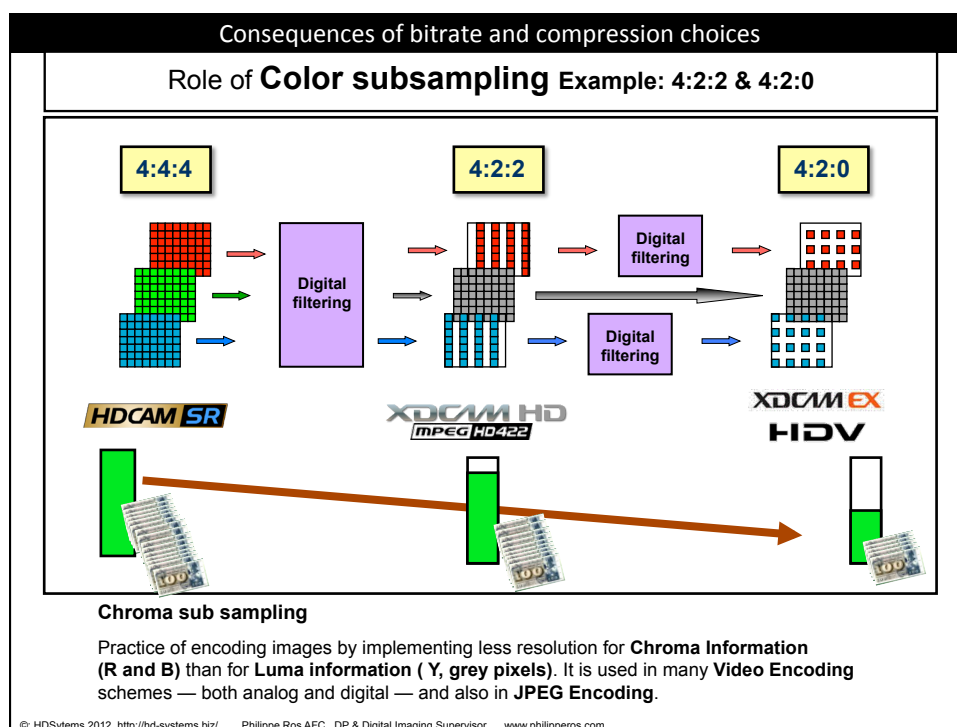 Consequences of bitrate and compression choices
Role of Color subsampling Example: 4:2:2 & 4:2:0
4:4:4
4:2:2
4:2:0
Digital
filtering
Digital
filtering
Digital
filtering
HDCAM SR
XDCAM HD
MPEG HD422
XDCAM EX
HDV
100
100
100
Chroma sub sampling
Practice of encoding images by implementing less resolution for Chroma Information
(R and B) than for Luma information ( Y, grey pixels). It is used in many Video Encoding
schemes — both analog and digital — and also in JPEG Encoding.
©: HDSytems 2012 http://hd-systems.biz/ Philippe Ros AFC DP & Digital Imaging Supervisor www.philipperos.com